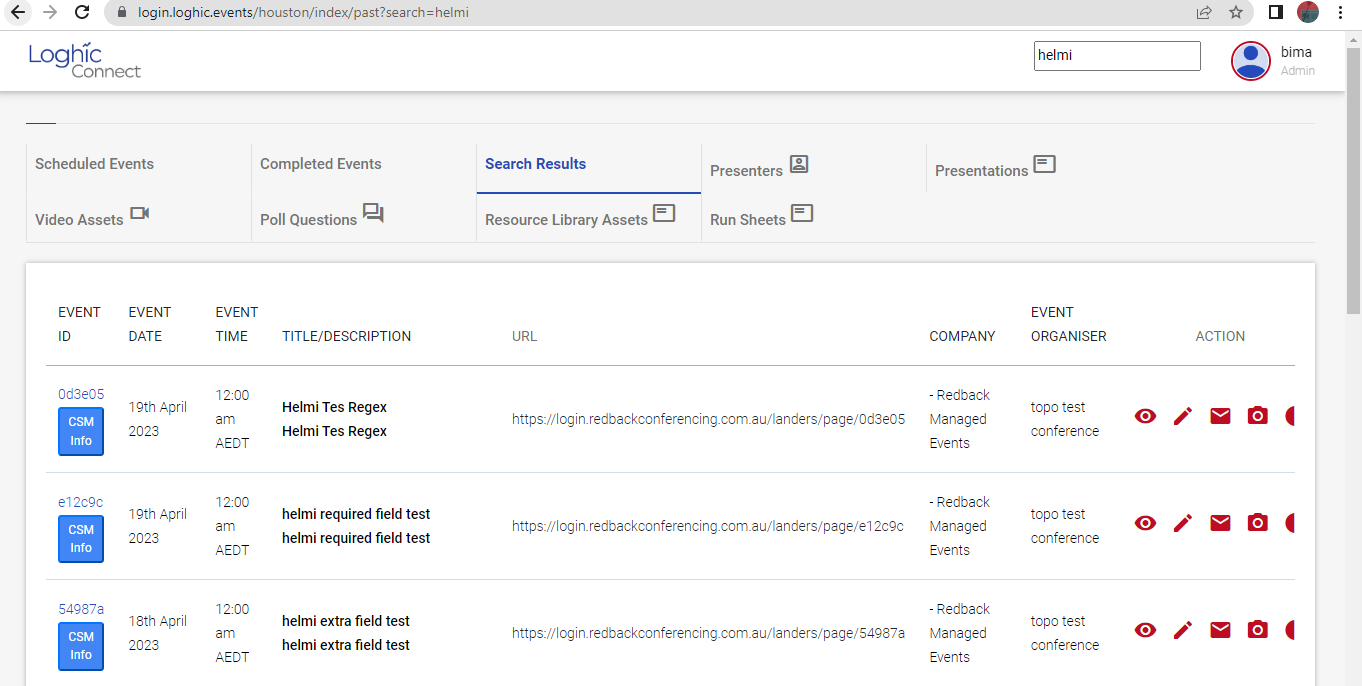 login.loghic.events/houston/index/past?search=helmi
Loghic
Connect
helmi
bima
Admin
Scheduled Events
Completed Events
Search Results
Presenters
Presentations
Video Assets
Poll Questions
Resource Library Assets
Run Sheets
EVENT ID
EVENT DATE
EVENT TIME
TITLE/DESCRIPTION
URL
COMPANY
EVENT ORGANISER
ACTION
0d3e05
CSM
Info
19th April
2023
12:00
am
AEDT
Helmi Tes Regex
Helmi Tes Regex
https://login.redbackconferencing.com.au/landers/page/0d3e05
- Redback
Managed
Events
topo test
conference
e12c9c
CSM
Info
19th April
2023
12:00
am
AEDT
helmi required field test
helmi required field test
https://login.redbackconferencing.com.au/landers/page/e12c9c
- Redback
Managed
Events
topo test
conference
54987a
CSM
Info
18th April
2023
12:00
am
AEDT
helmi extra field test
helmi extra field test
https://login.redbackconferencing.com.au/landers/page/54987a
- Redback
Managed
Events
topo test
conference